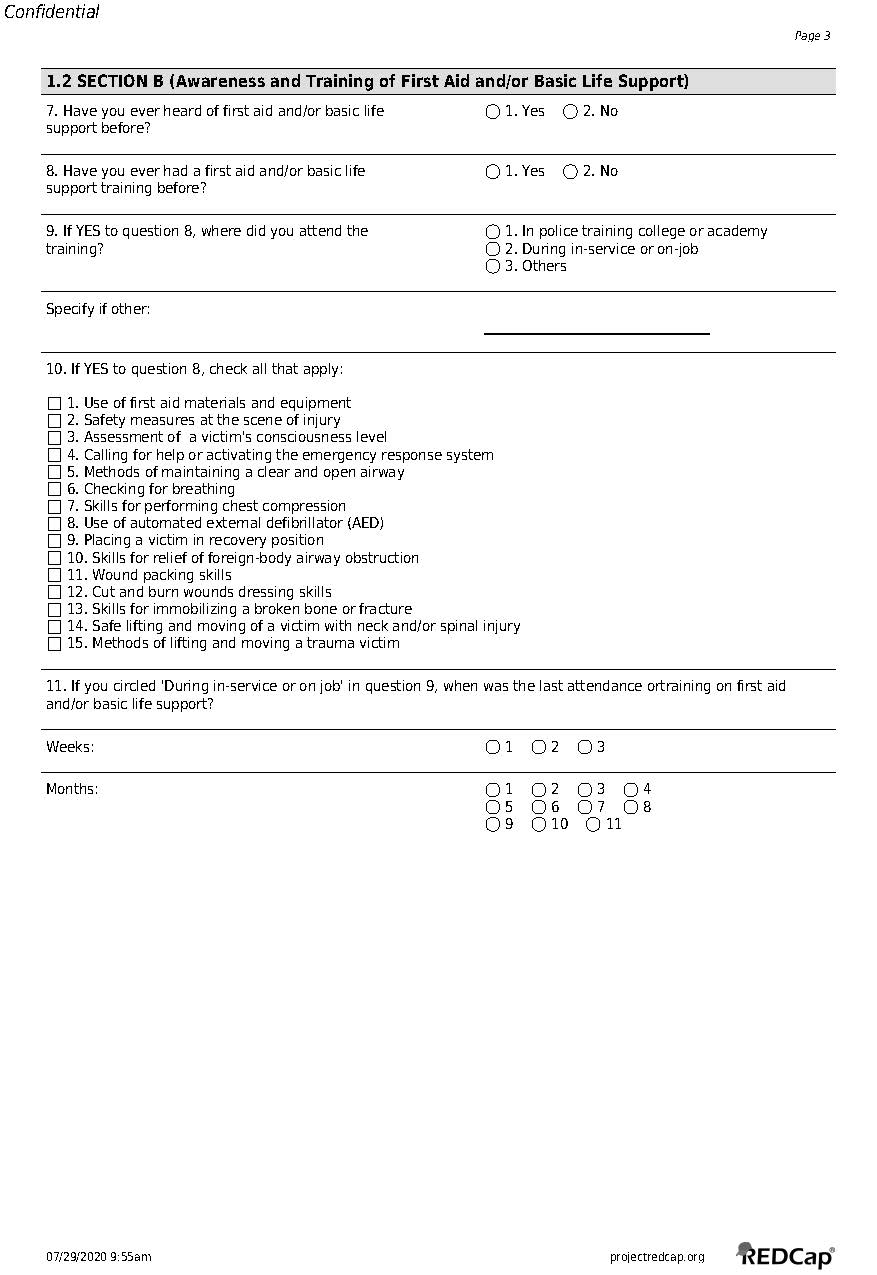 Confidential
Page 3
1.2 SECTION B (Awareness and Training of First Aid and/or Basic Life Support)
7. Have you ever heard of first aid and/or basic life
support before?
1. Yes 2. No
8. Have you ever had a first aid and/or basic life
support training before?
1. Yes 2. No
9. If YES to question 8, where did you attend the
training?
1. In police training college or academy
2. During in-service or on-job
3. Others
Specify if other:
10. If YES to question 8, check all that apply:
1. Use of first aid materials and equipment
2. Safety measures at the scene of injury
3. Assessment of  a victim's consciousness level
4. Calling for help or activating the emergency response system
5. Methods of maintaining a clear and open airway
6. Checking for breathing
7. Skills for performing chest compression
8. Use of automated external defibrillator (AED)
9. Placing a victim in recovery position
10. Skills for relief of foreign-body airway obstruction
11. Wound packing skills
12. Cut and burn wounds dressing skills
13. Skills for immobilizing a broken bone or fracture
14. Safe lifting and moving of a victim with neck and/or spinal injury
15. Methods of lifting and moving a trauma victim
11. If you circled 'During in-service or on job' in question 9, when was the last attendance ortraining on first aid
and/or basic life support?
Weeks:
1 2 3
Months:
1 2 3 4
5 6 7 8
9 10 11
07/29/2020 9:55am
projectredcap.org
REDCap®